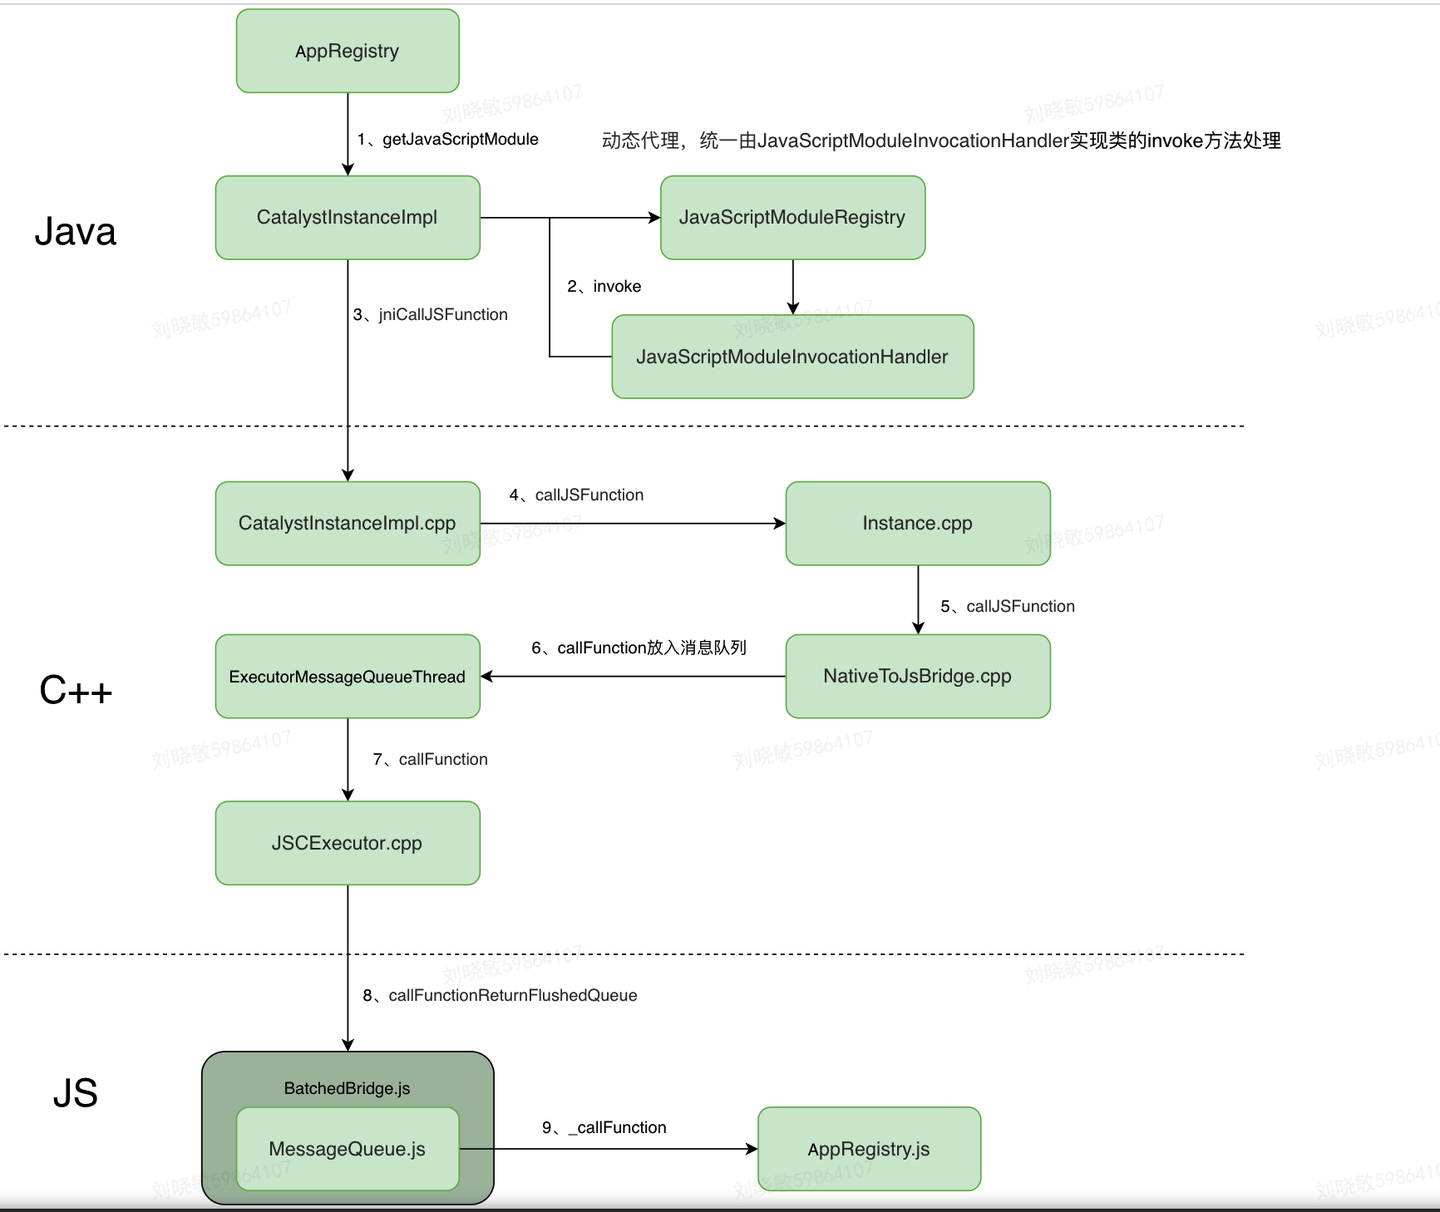 AppRegistry
刘晓敏59864107
刘晓敏59864107
1、getJavaScriptModule
动态代理，统一由JavaScriptModuleInvocationHandler实现类的invoke方法处理
Java
CatalystInstanceImpl
JavaScriptModuleRegistry
2、invoke
3、jniCallJSFunction
刘晓敏59864107
刘晓敏59864107
刘晓敏5986410
JavaScriptModuleInvocationHandler
4、callJSFunction
CatalystInstanceImpl.cpp
Instance.cpp
刘晓敏59864107
刘晓敏59864107
5、callJSFunction
6、callFunction放入消息队列
C++
ExecutorMessageQueueThread
NativeToJsBridge.cpp
7、callFunction
刘晓敏59864107
刘晓敏59864107
刘晓敏5986410
JSCExecutor.cpp
刘晓敏59864107
刘晓敏59864107
8、callFunctionReturnFlushedQueue
JS
BatchedBridge.js
9、_callFunction
MessageQueue.js
AppRegistry.js
刘晓敏59864107
刘晓敏59864107
刘晓敏5986410